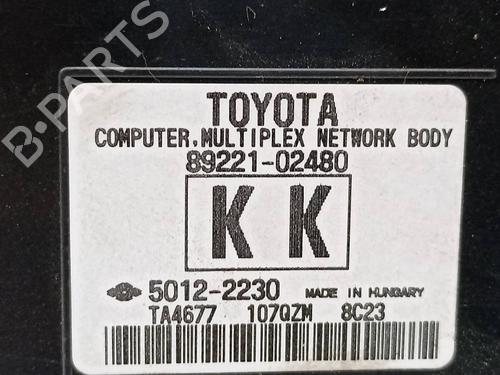 B-PARTS
TOYOTA
COMPUTER,MULTIPLEX NETWORK BODY
89221-02480
K K
5012-2230 MADE IN HUNGARY
TA4677 107QZM 8C23